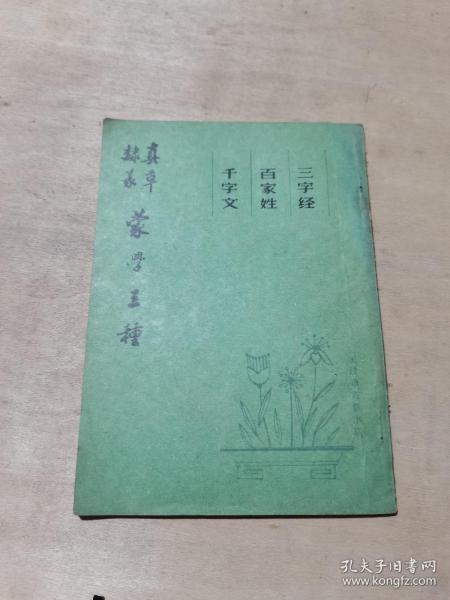 三字经
百家姓
千字文
真草
隶篆
蒙學三種
孔夫子旧书网
www.kongfz.com